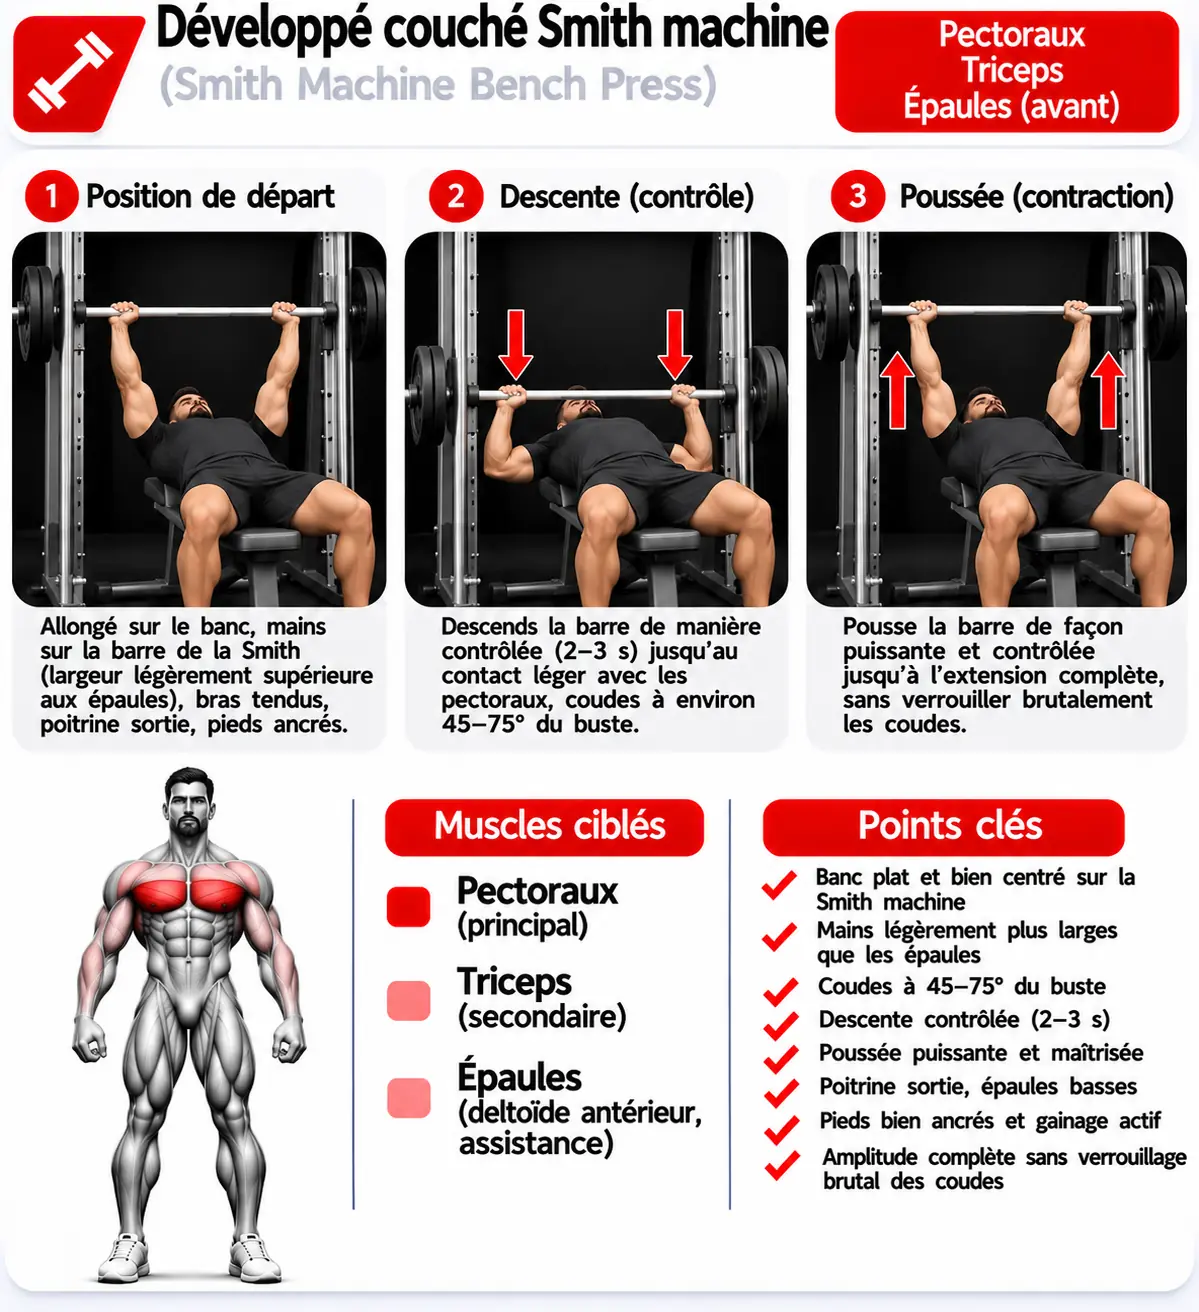 Développé couché Smith machine
(Smith Machine Bench Press)
Pectoraux
Triceps
Épaules (avant)
1 Position de départ
Allongé sur le banc, mains
sur la barre de la Smith
(largeur légèrement supérieure
aux épaules), bras tendus,
poitrine sortie, pieds ancrés.
2 Descente (contrôle)
Descends la barre de manière
contrôlée (2–3 s) jusqu'au
contact léger avec les
pectoraux, coudes à environ
45–75° du buste.
3 Poussée (contraction)
Pousse la barre de façon
puissante et contrôlée
jusqu'à l'extension complète,
sans verrouiller brutalement
les coudes.
Muscles ciblés
Pectoraux
(principal)
Triceps
(secondaire)
Épaules
(deltoïde antérieur,
assistance)
Points clés
Banc plat et bien centré sur la
Smith machine
Mains légèrement plus larges
que les épaules
Coudes à 45–75° du buste
Descente contrôlée (2–3 s)
Poussée puissante et maîtrisée
Poitrine sortie, épaules basses
Pieds bien ancrés et gainage actif
Amplitude complète sans verrouillage
brutal des coudes